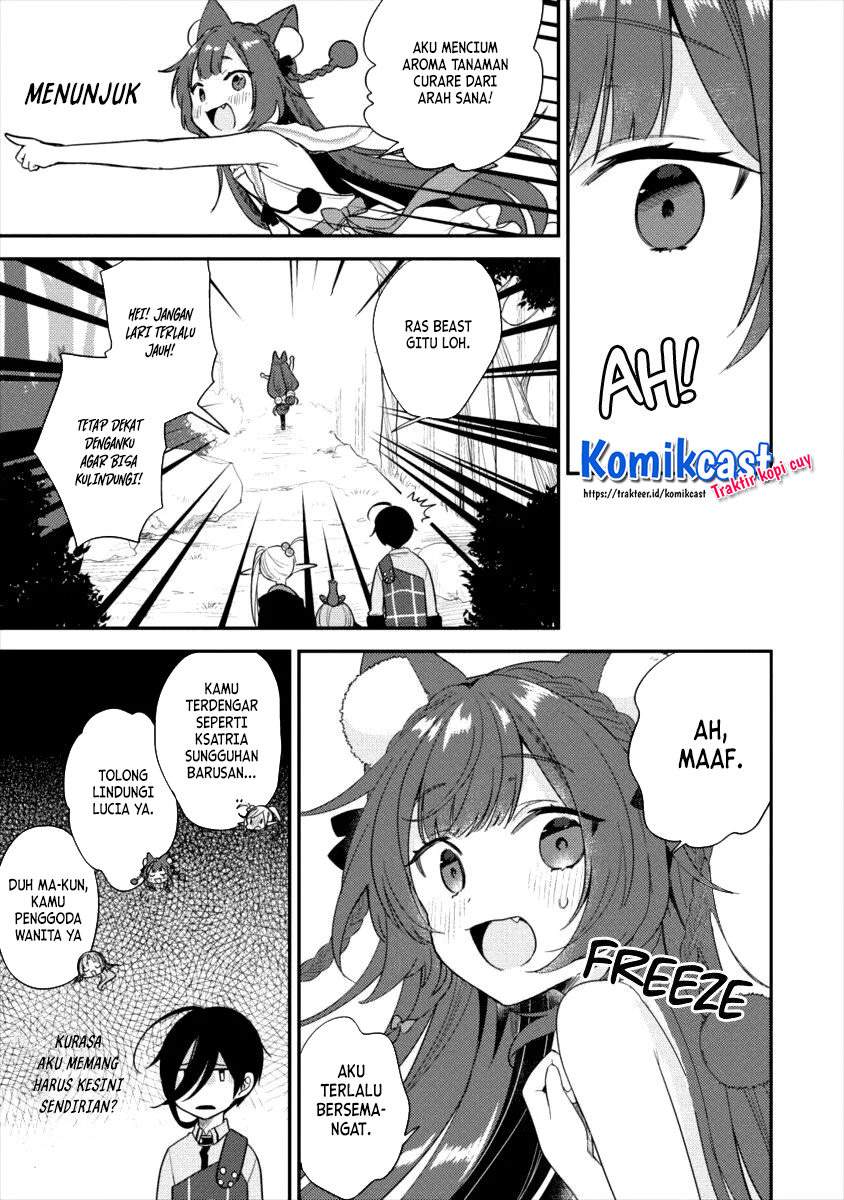 AH!
Komikcast
Traktir kopi cuy
https://trakteer.id/komikcast
AKU MENCIUM
AROMA TANAMAN
CURARE DARI
ARAH SANA!
MENUNJUK
RAS BEAST
GITU LOH.
HEI! JANGAN
LARI TERLALU
JAUH!
TETAP DEKAT
DENGANKU
AGAR BISA
KULINDUNGI!
AH,
MAAF.
FREEZE
AKU
TERLALU
BERSEMA-
NGAT.
KAMU
TERDENGAR
SEPERTI
KSATRIA
SUNGGUHAN
BARUSAN...
TOLONG
LINDUNGI
LUCIA YA.
DUH MA-KUN,
KAMU
PENGGODA
WANITA YA
KURASA
AKU MEMANG
HARUS KESINI
SENDIRIAN?